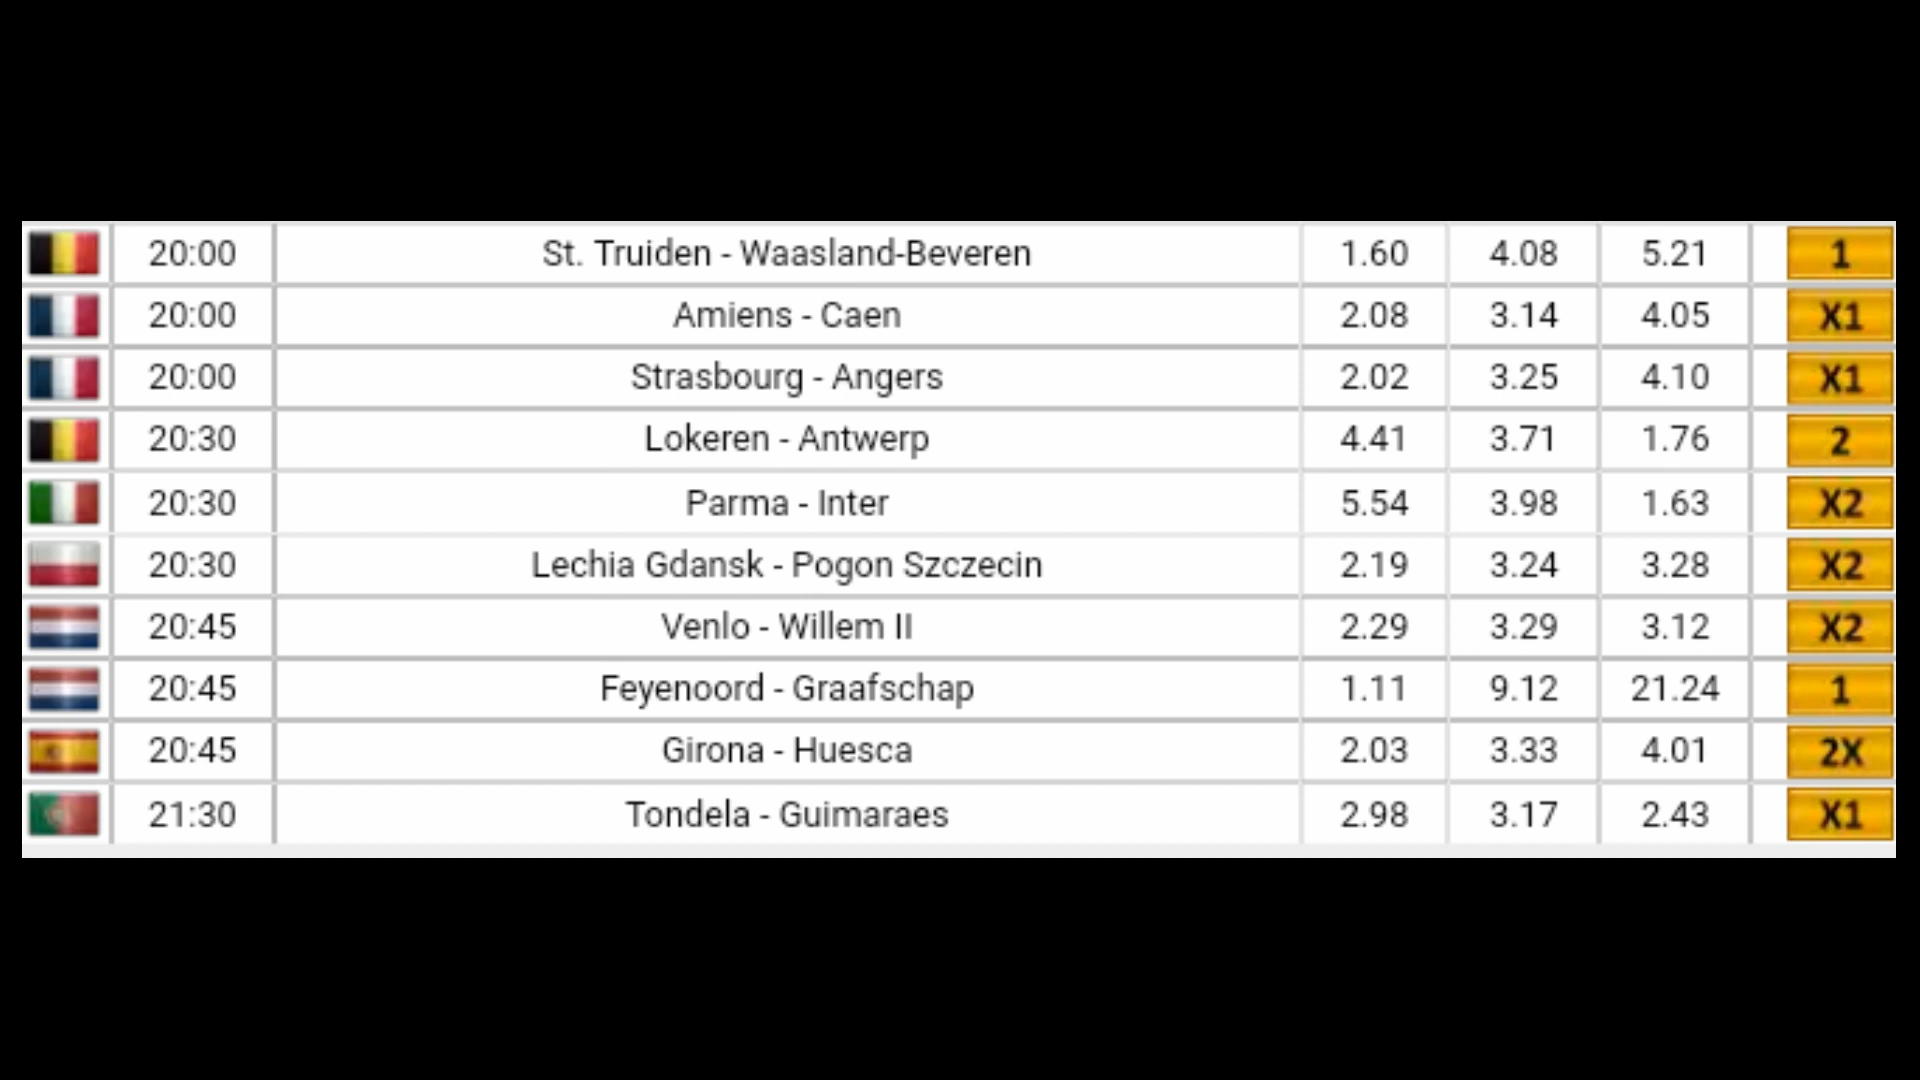 20:00 St. Truiden - Waasland-Beveren 1.60 4.08 5.21 1
20:00 Amiens - Caen 2.08 3.14 4.05 X1
20:00 Strasbourg - Angers 2.02 3.25 4.10 X1
20:30 Lokeren - Antwerp 4.41 3.71 1.76 2
20:30 Parma - Inter 5.54 3.98 1.63 X2
20:30 Lechia Gdansk - Pogon Szczecin 2.19 3.24 3.28 X2
20:45 Venlo - Willem II 2.29 3.29 3.12 X2
20:45 Feyenoord - Graafschap 1.11 9.12 21.24 1
20:45 Girona - Huesca 2.03 3.33 4.01 2X
21:30 Tondela - Guimaraes 2.98 3.17 2.43 X1